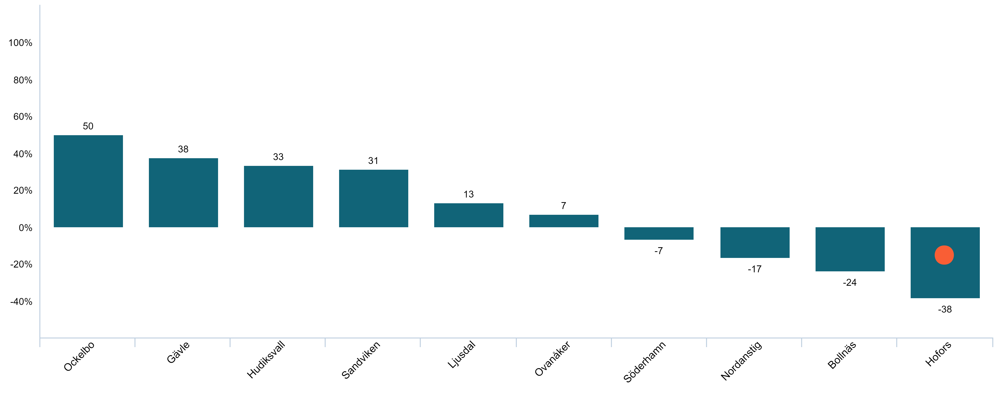 100%
80%
60%
40%
20%
0%
-20%
-40%
50
38
33
31
13
7
-7
-17
-24
-38
Ockelbo
Gävle
Hudiksvall
Sandviken
Ljusdal
Ovanåker
Söderhamn
Nordanstig
Bollnäs
Hofors